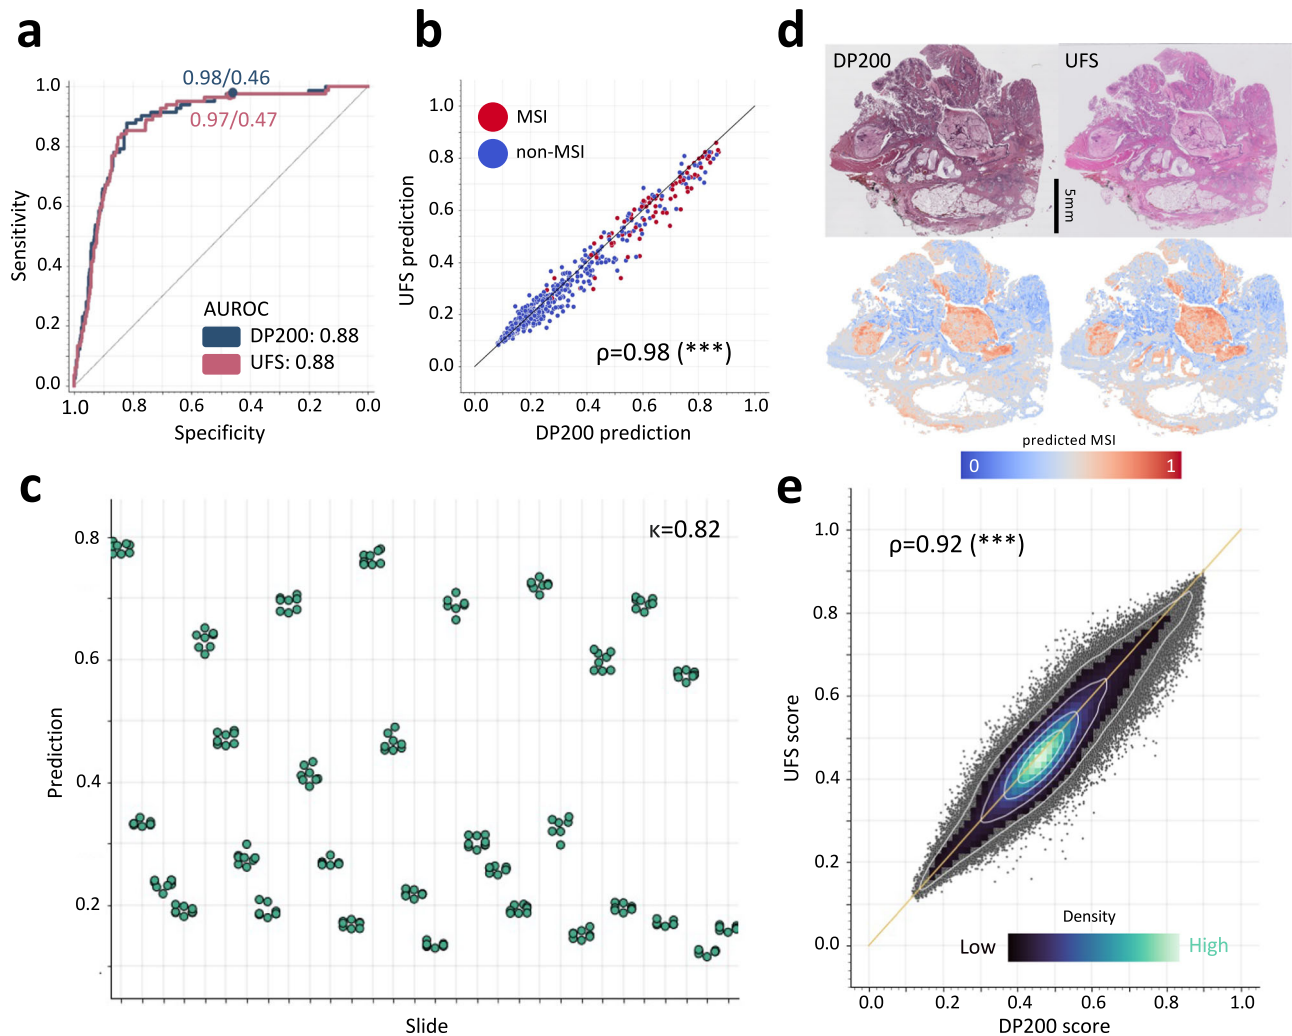 a
0.98/0.46
0.97/0.47
1.0
0.8
0.6
0.4
0.2
0.0
Sensitivity
AUROC
DP200: 0.88
UFS: 0.88
1.0
0.8
0.6
0.4
0.2
0.0
Specificity
b
1.0
0.8
0.6
0.4
0.2
0.0
UFS prediction
MSI
non-MSI
ρ=0.98 (***)
0.0
0.2
0.4
0.6
0.8
1.0
DP200 prediction
d
DP200
UFS
5mm
predicted MSI
0
1
c
0.8
0.6
0.4
0.2
Prediction
κ=0.82
Slide
e
1.0
0.8
0.6
0.4
0.2
0.0
UFS score
ρ=0.92 (***)
Density
Low
High
0.0
0.2
0.4
0.6
0.8
1.0
DP200 score